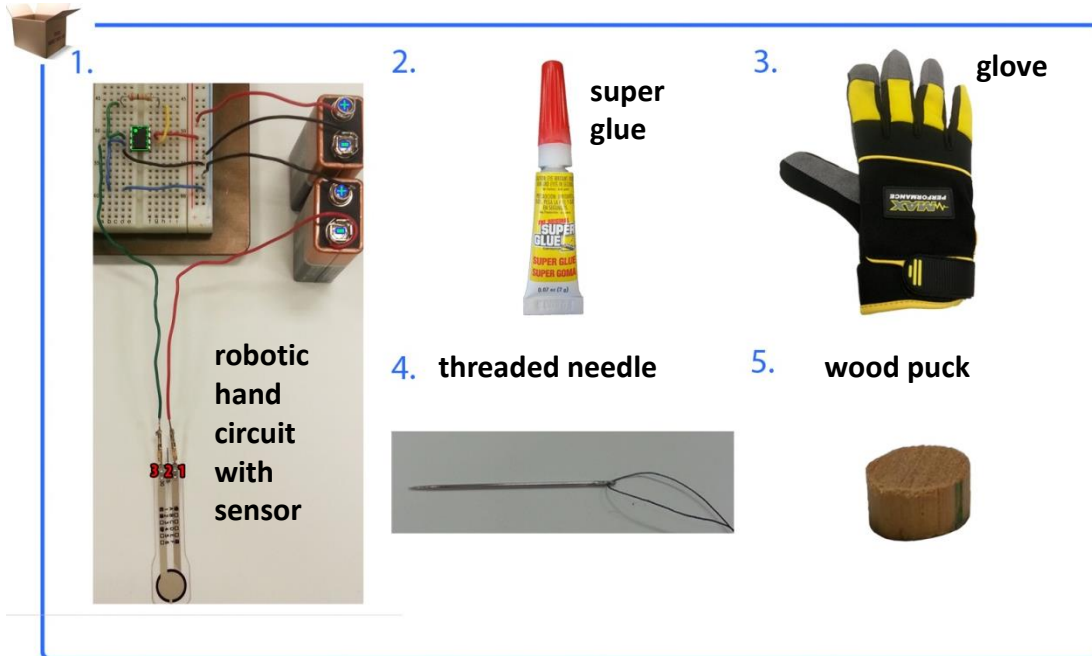 1.
robotic
hand
circuit
with
sensor
3 2 1
2.
super
glue
SUPER
GLUE
SUPER GLUE
SUPER GOMA
3.
glove
MAX
PERFORMANCE
4. threaded needle
5. wood puck